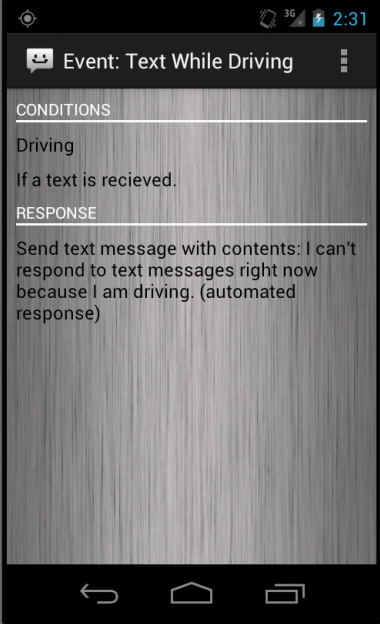 3G 2:31
Event: Text While Driving
CONDITIONS
Driving
If a text is recieved.
RESPONSE
Send text message with contents: I can't
respond to text messages right now
because I am driving. (automated
response)